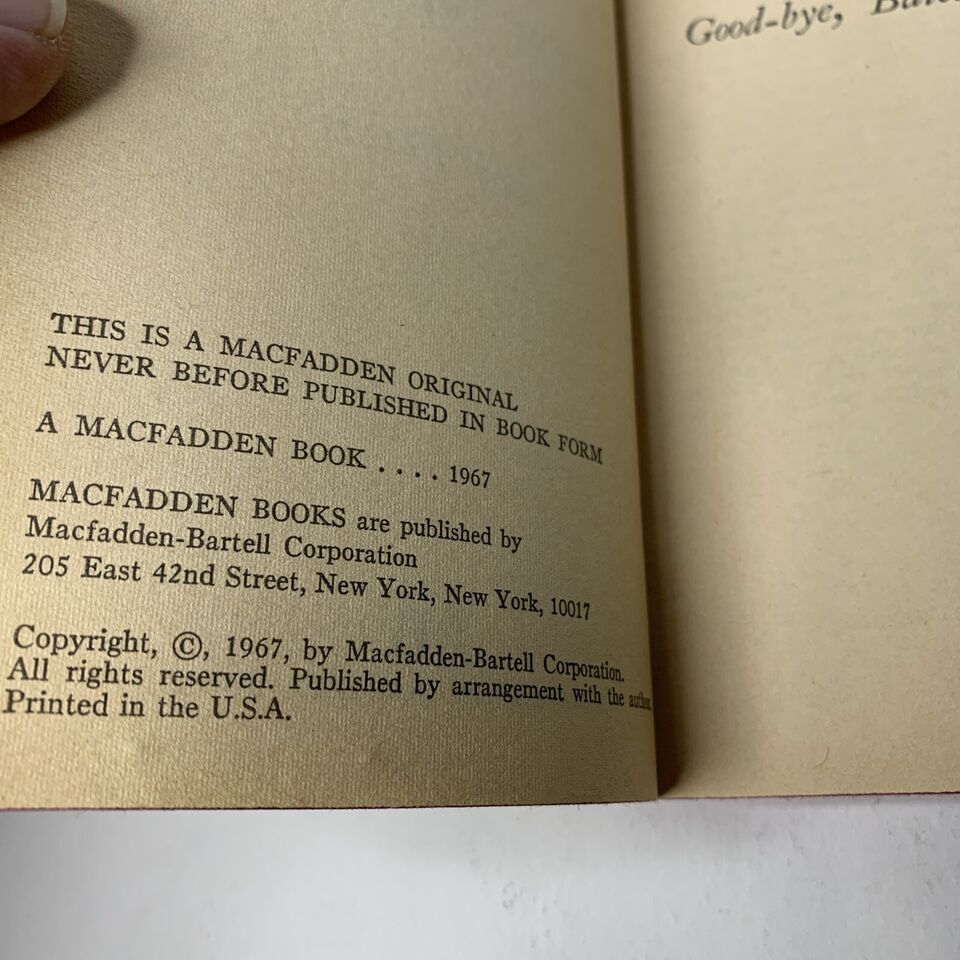 THIS IS A MACFADDEN ORIGINAL
NEVER BEFORE PUBLISHED IN BOOK FORM
A MACFADDEN BOOK . . . . 1967
MACFADDEN BOOKS are published by
Macfadden-Bartell Corporation
205 East 42nd Street, New York, New York, 10017
Copyright, ©, 1967, by Macfadden-Bartell Corporation.
All rights reserved. Published by arrangement with the author.
Printed in the U.S.A.
Good-bye,